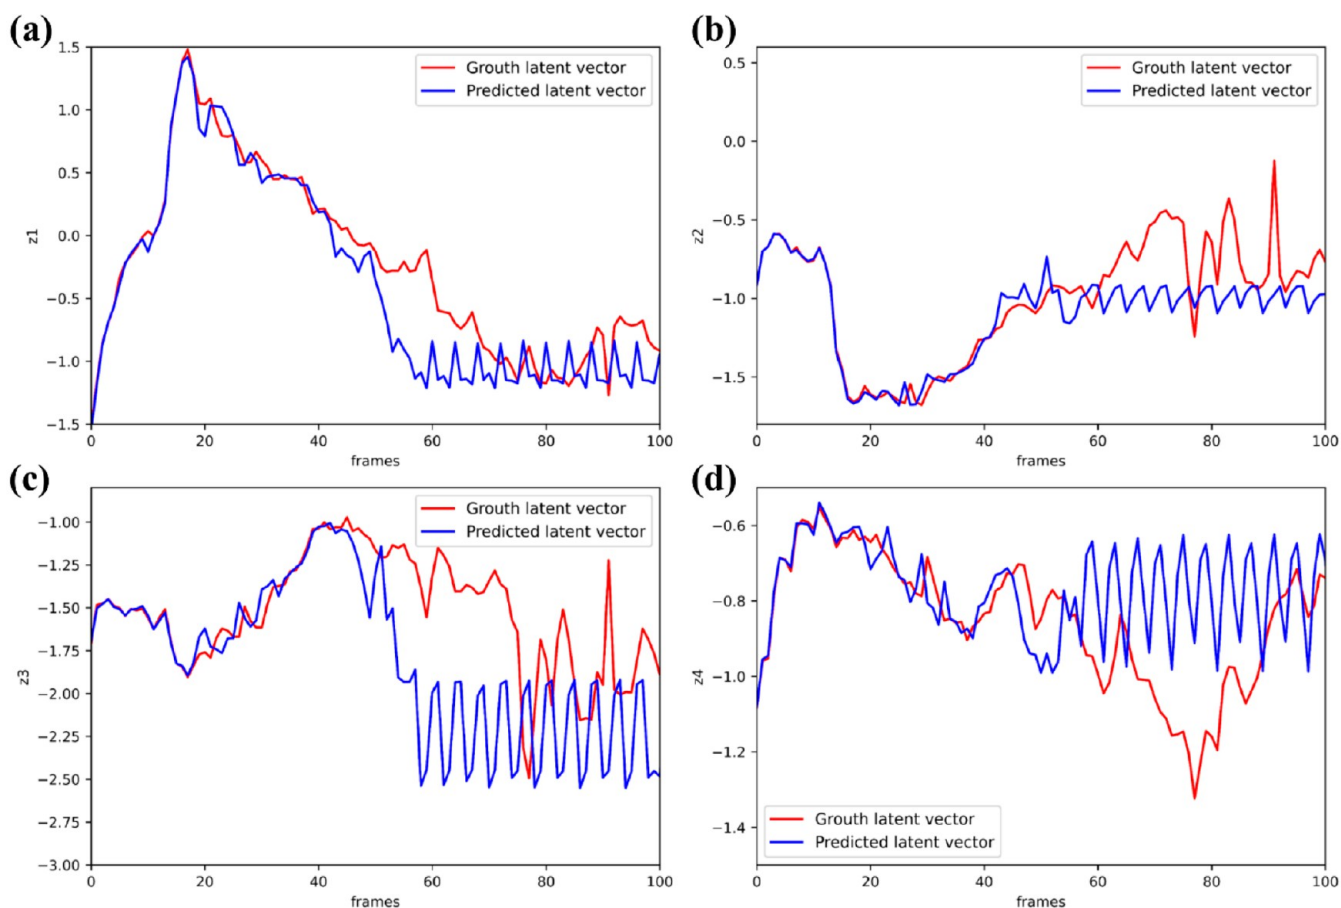 (a)
1.5
1.0
0.5
0.0
−0.5
−1.0
−1.5
z1
0
20
40
60
80
100
frames
Grouth latent vector
Predicted latent vector
(b)
0.5
0.0
−0.5
−1.0
−1.5
z2
0
20
40
60
80
100
frames
Grouth latent vector
Predicted latent vector
(c)
−1.00
−1.25
−1.50
−1.75
−2.00
−2.25
−2.50
−2.75
−3.00
z3
0
20
40
60
80
100
frames
Grouth latent vector
Predicted latent vector
(d)
−0.6
−0.8
−1.0
−1.2
−1.4
z4
0
20
40
60
80
100
frames
Grouth latent vector
Predicted latent vector